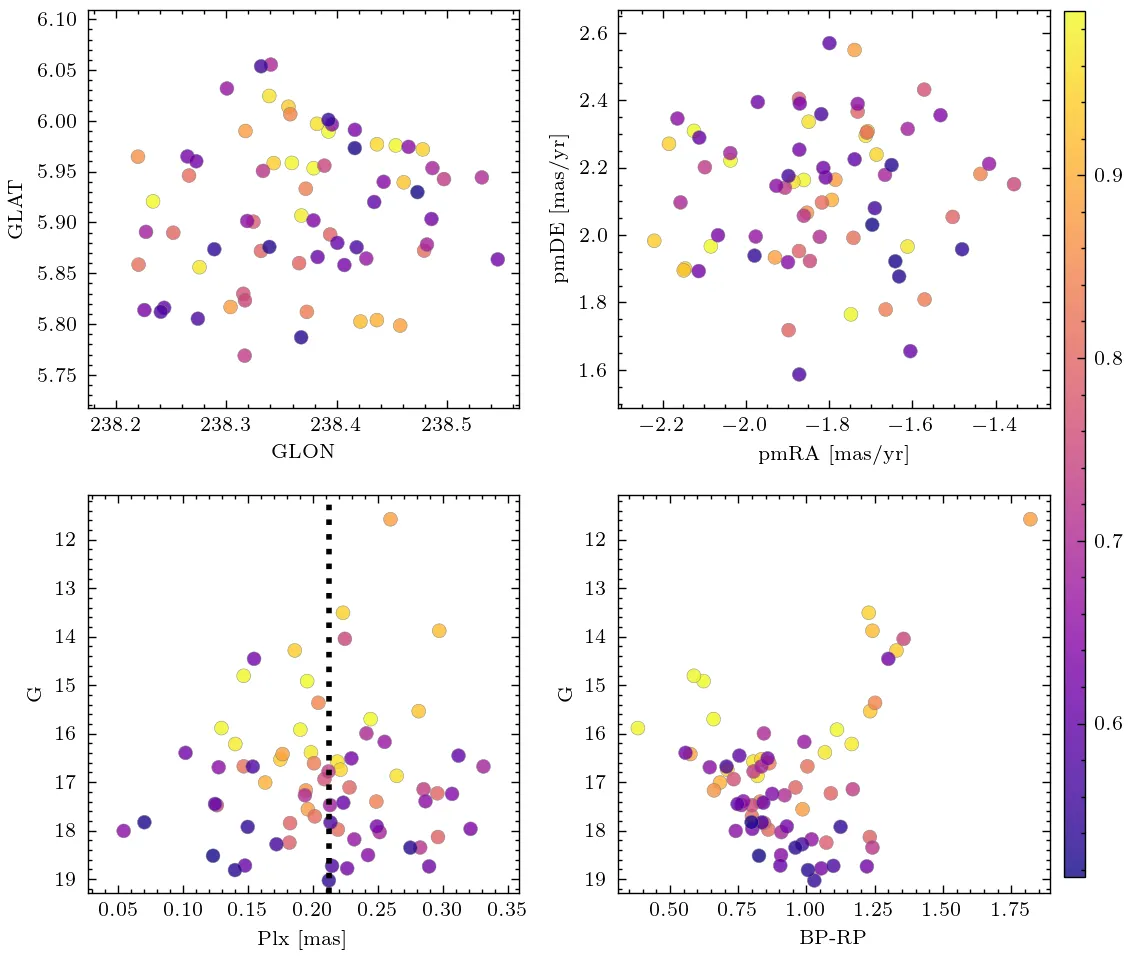 6.10
6.05
6.00
5.95
5.90
5.85
5.80
5.75
GLAT
238.2 238.3 238.4 238.5
GLON
2.6
2.4
2.2
2.0
1.8
1.6
pmDE [mas/yr]
−2.2 −2.0 −1.8 −1.6 −1.4
pmRA [mas/yr]
0.9
0.8
0.7
0.6
12
13
14
15
16
17
18
19
G
0.05 0.10 0.15 0.20 0.25 0.30 0.35
Plx [mas]
12
13
14
15
16
17
18
19
G
0.50 0.75 1.00 1.25 1.50 1.75
BP-RP